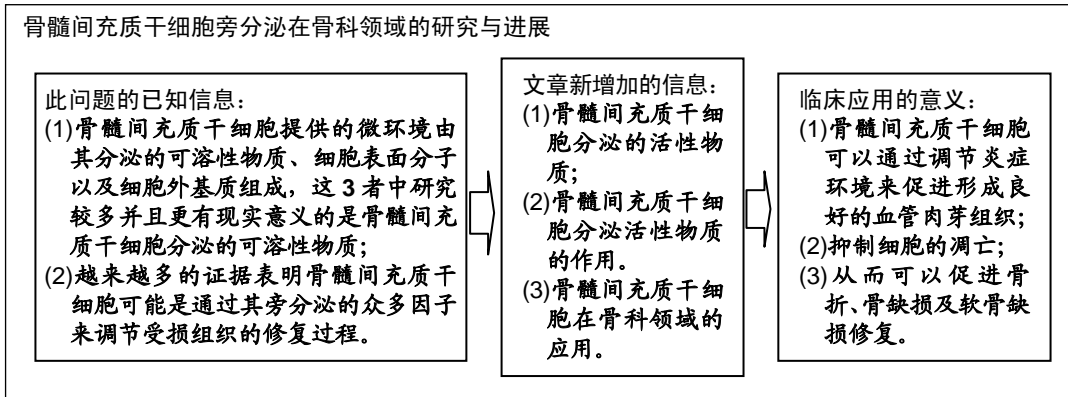 骨髓间充质干细胞旁分泌在骨科领域的研究与进展
此问题的已知信息：
(1)骨髓间充质干细胞提供的微环境由
其分泌的可溶性物质、细胞表面分子
以及细胞外基质组成，这 3 者中研究
较多并且更有现实意义的是骨髓间充
质干细胞分泌的可溶性物质；
(2)越来越多的证据表明骨髓间充质干
细胞可能是通过其旁分泌的众多因子
来调节受损组织的修复过程。
文章新增加的信息：
(1)骨髓间充质干细
胞分泌的活性物
质；
(2)骨髓间充质干细
胞分泌活性物质
的作用。
(3)骨髓间充质干细
胞在骨科领域的
应用。
临床应用的意义：
(1)骨髓间充质干细胞
可以通过调节炎症
环境来促进形成良
好的血管肉芽组织；
(2)抑制细胞的凋亡；
(3)从而可以促进骨
折、骨缺损及软骨缺
损修复。